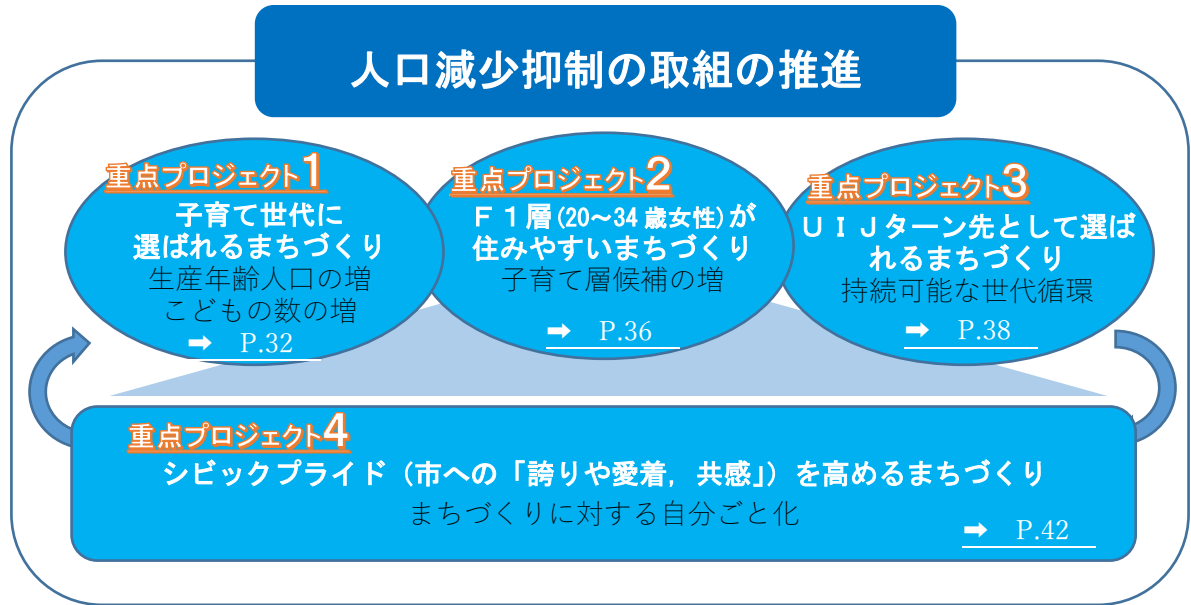 人口減少抑制の取組の推進
重点プロジェクト1
子育て世代に
選ばれるまちづくり
生産年齢人口の増
こどもの数の増
➡ P.32
重点プロジェクト2
Ｆ１層(20～34歳女性)が
住みやすいまちづくり
子育て層候補の増
➡ P.36
重点プロジェクト3
ＵＩＪターン先として選ば
れるまちづくり
持続可能な世代循環
➡ P.38
重点プロジェクト4
シビックプライド（市への「誇りや愛着，共感」）を高めるまちづくり
まちづくりに対する自分ごと化
➡ P.42